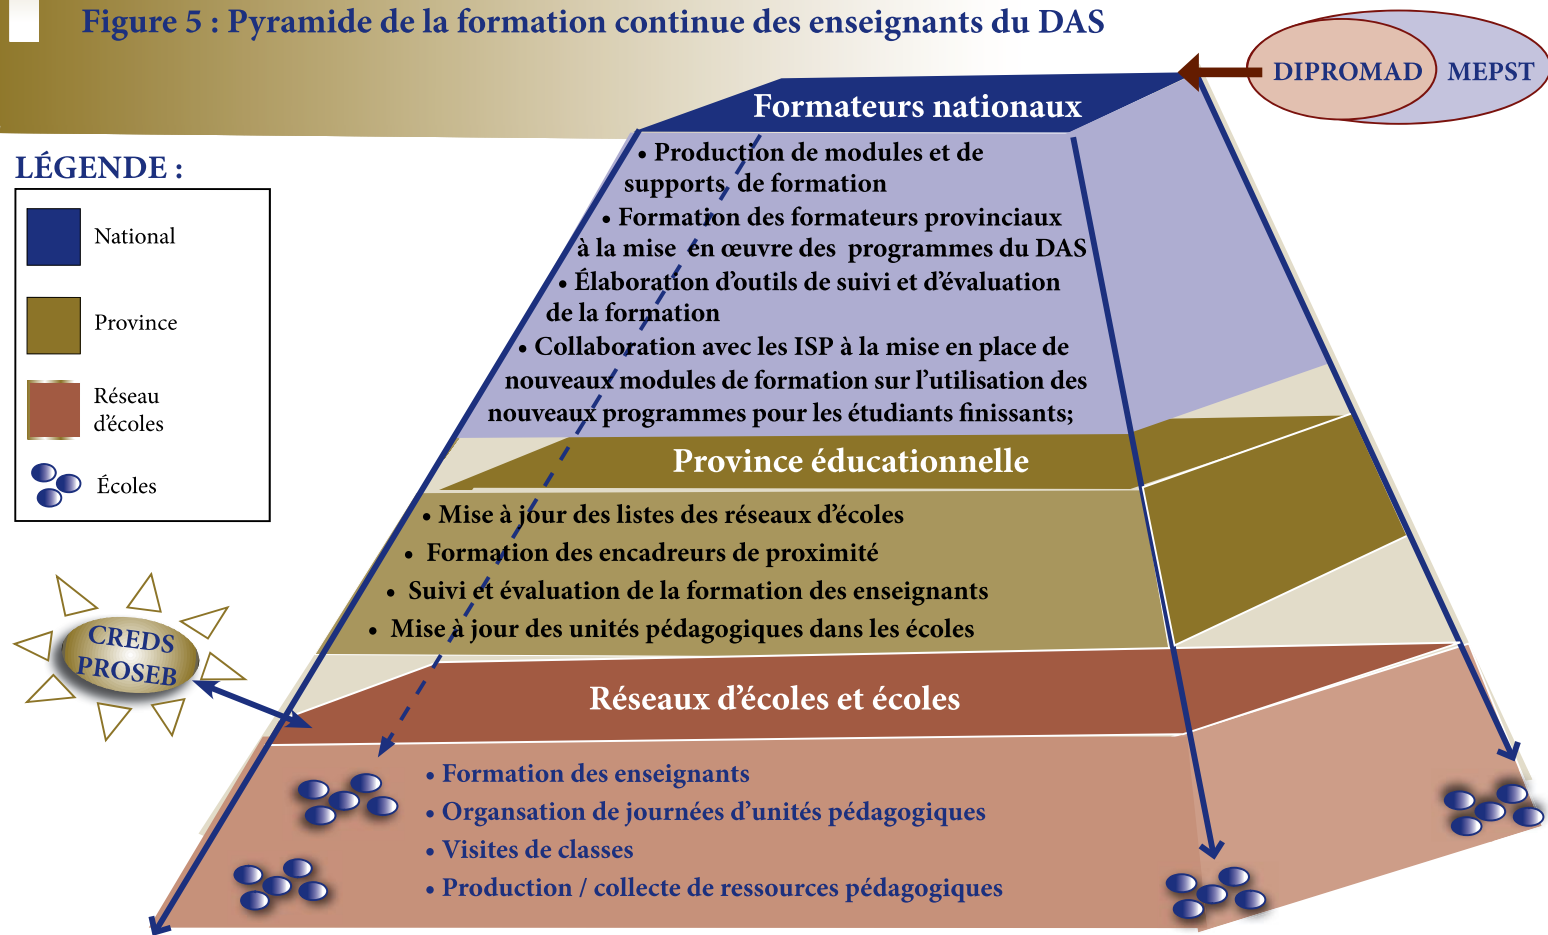 Figure 5 : Pyramide de la formation continue des enseignants du DAS
DIPROMAD
MEPST
Formateurs nationaux
• Production de modules et de
supports de formation
• Formation des formateurs provinciaux
à la mise en œuvre des programmes du DAS
• Élaboration d’outils de suivi et d’évaluation
de la formation
• Collaboration avec les ISP à la mise en place de
nouveaux modules de formation sur l’utilisation des
nouveaux programmes pour les étudiants finissants;
LÉGENDE :
National
Province
Réseau
d’écoles
Écoles
Province éducationnelle
• Mise à jour des listes des réseaux d’écoles
• Formation des encadreurs de proximité
• Suivi et évaluation de la formation des enseignants
• Mise à jour des unités pédagogiques dans les écoles
CREDS
PROSEB
Réseaux d’écoles et écoles
• Formation des enseignants
• Organsation de journées d’unités pédagogiques
• Visites de classes
• Production / collecte de ressources pédagogiques